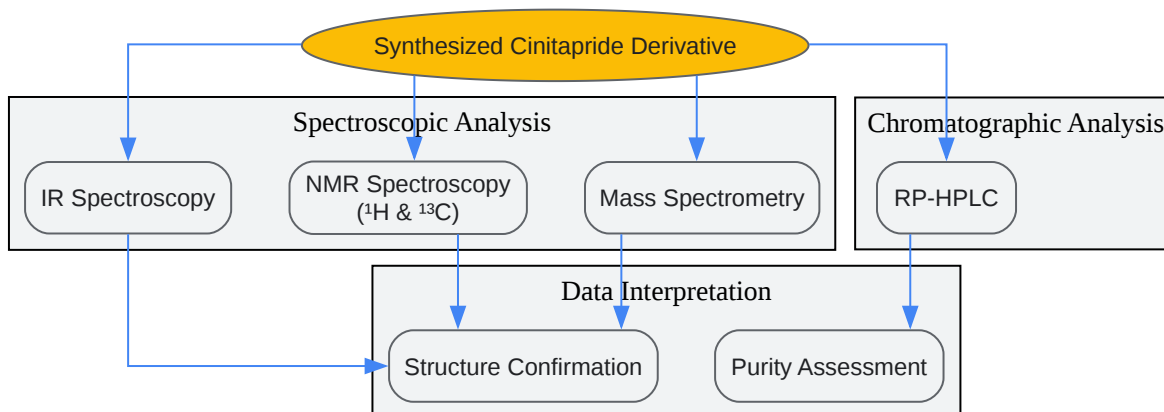 Synthesized Cinitapride Derivative
Spectroscopic Analysis
Chromatographic Analysis
IR Spectroscopy
NMR Spectroscopy
(¹H & ¹³C)
Mass Spectrometry
RP-HPLC
Data Interpretation
Structure Confirmation
Purity Assessment